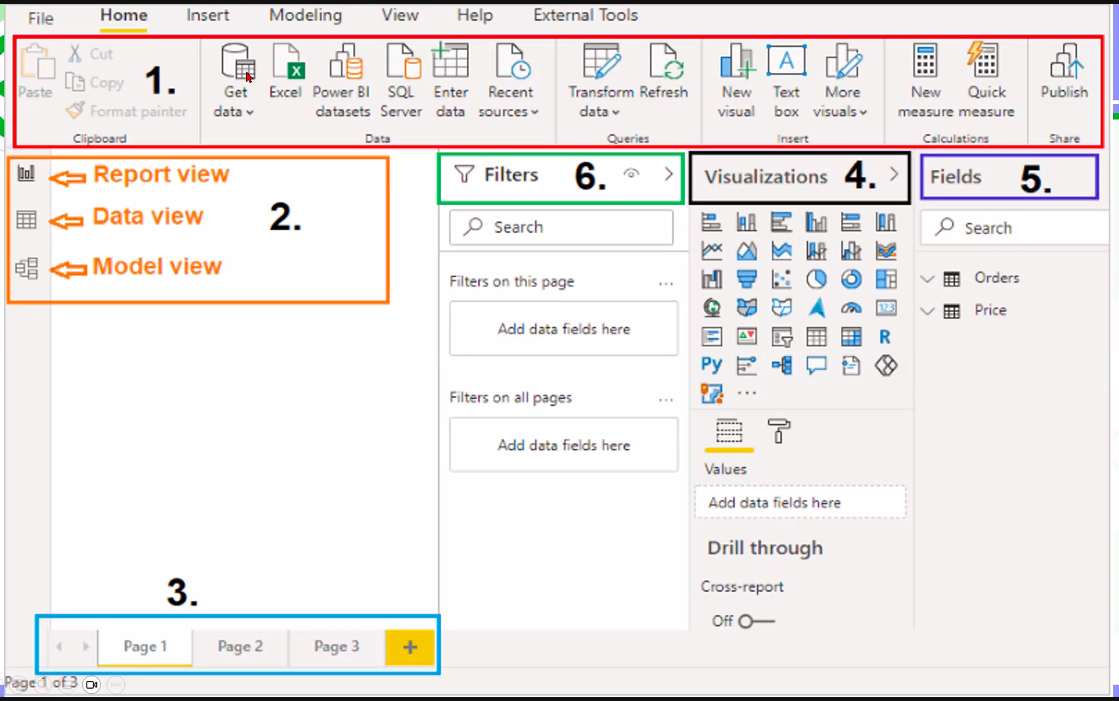 File Home Insert Modeling View Help External Tools
Cut
Copy
Paste
Format painter
1.
Clipboard
Get data
Excel
Power BI datasets
SQL Server
Enter data
Recent sources
Data
Transform data
Refresh
Queries
New visual
Text box
More visuals
Insert
New measure
Quick measure
Calculations
Publish
Share
Report view
Data view
Model view
2.
Filters 6.
Search
Filters on this page ...
Add data fields here
Filters on all pages ...
Add data fields here
Visualizations 4.
123
R
Py
...
Values
Add data fields here
Drill through
Cross-report
Off
Fields 5.
Search
Orders
Price
3.
Page 1 Page 2 Page 3 +
Page 1 of 3